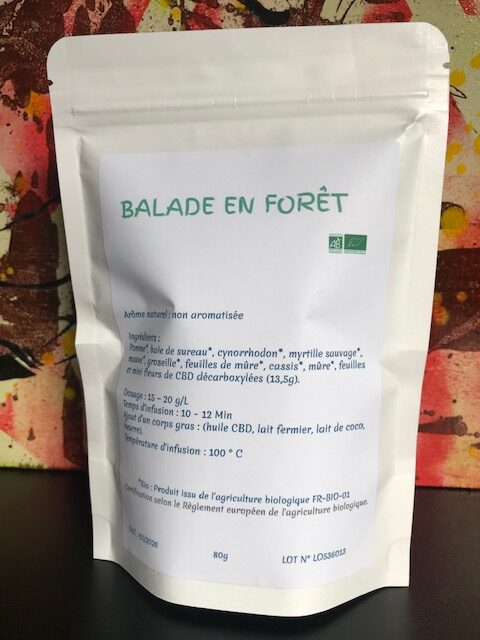 BALADE EN FORÊT
AB
Arôme naturel : non aromatisée
Ingrédients :
Pomme*, baie de sureau*, cynorrhodon*, myrtille sauvage*,
mauve*, groseille*, feuilles de mûre*, cassis*, mûre*, feuilles
et mini fleurs de CBD décarboxylées (13,5g).
Dosage : 15 - 20 g/L
Temps d'infusion : 10 - 12 Min
Ajout d'un corps gras : (huile CBD, lait fermier, lait de coco,
beurre).
Température d'infusion : 100 ° C
*Bio : Produit issu de l'agriculture biologique FR-BIO-01
Certification selon le Règlement européen de l'agriculture biologique.
80g
LOT N° LOS36013